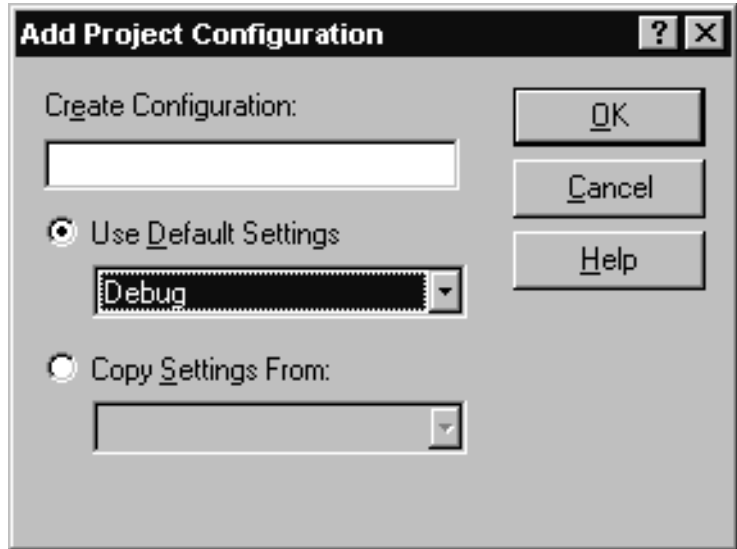 Add Project Configuration ? X
Create Configuration:
OK
Cancel
Use Default Settings
Debug
Help
Copy Settings From: